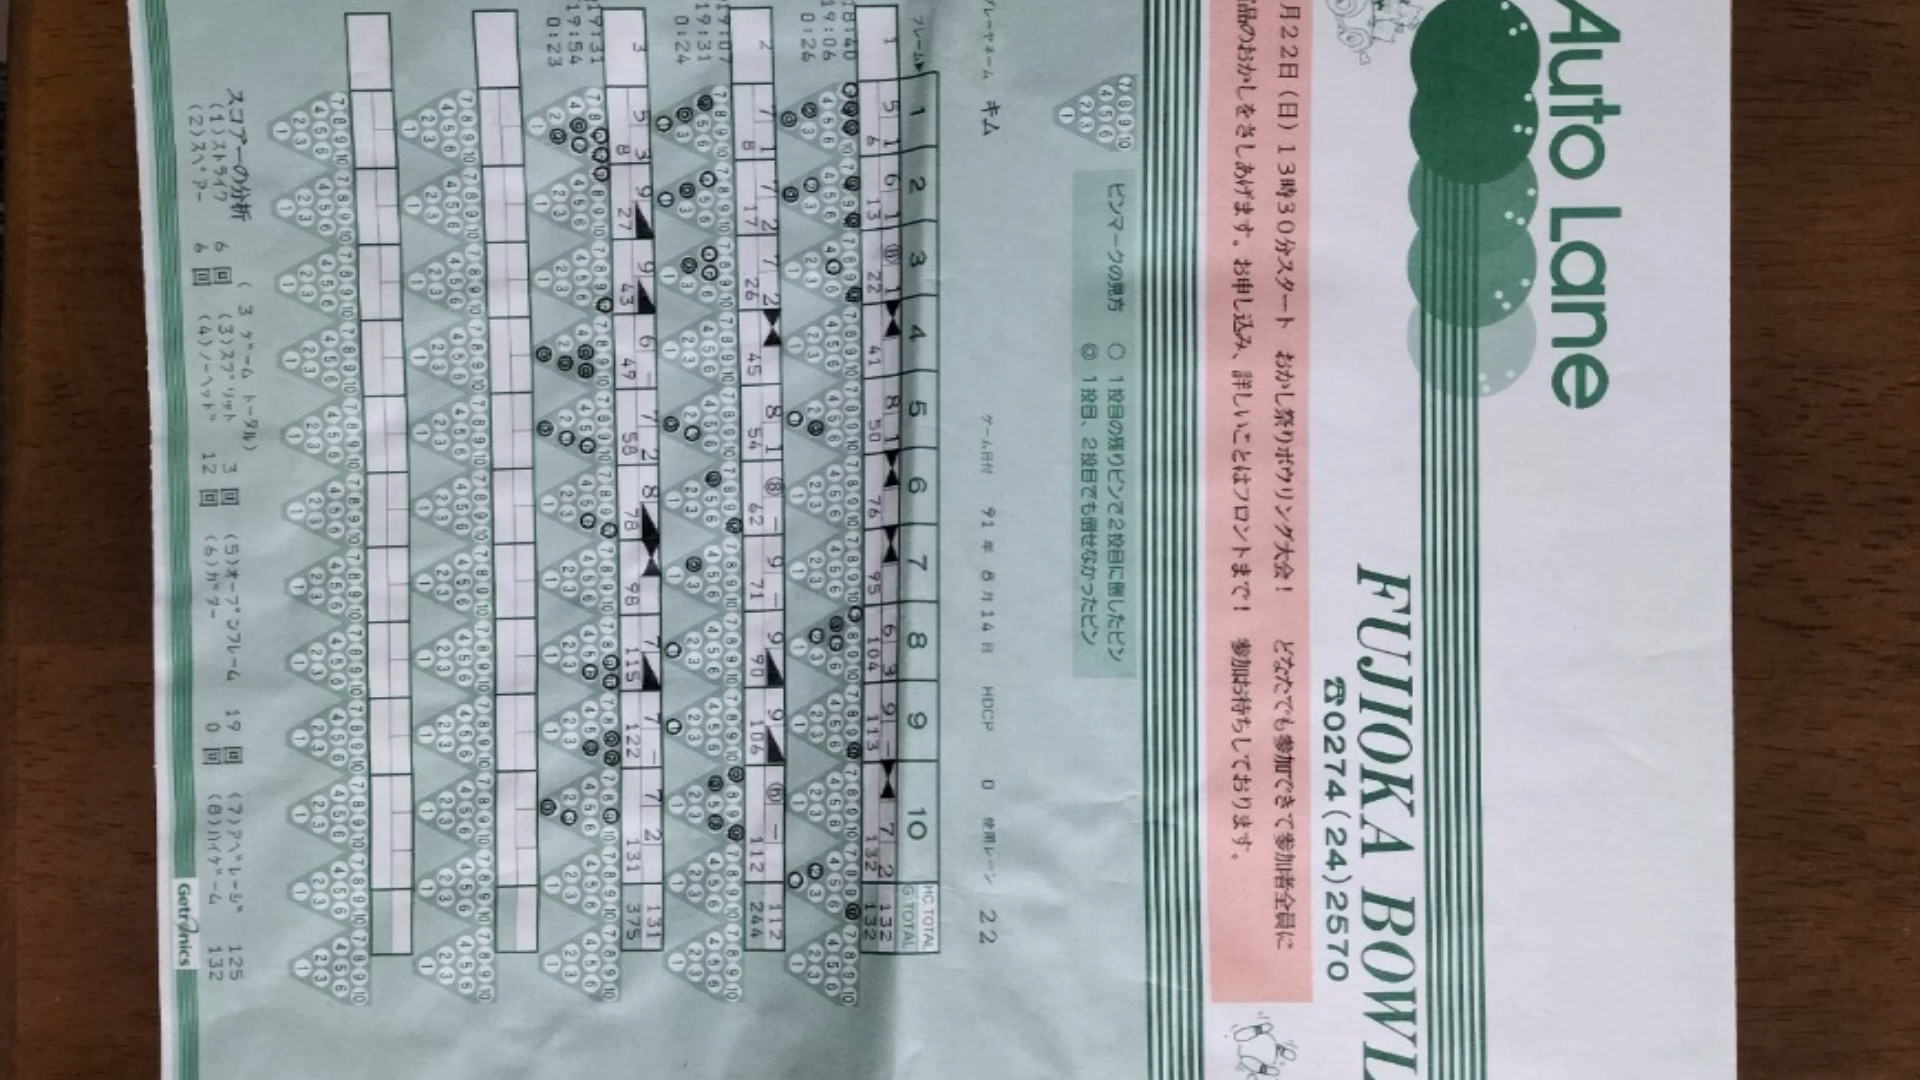 Auto Lane
FUJIOKA BOWL
☎0274(24)2570
月22日(日)13時30分スタート おかし祭りボウリング大会! どなたでも参加できて参加者全員に
品のおかしをさしあげます。お申し込み、詳しいことはフロントまで! 参加お待ちしております。
ピンマークの見方 ○ 1投目の残りピンで2投目に倒したピン
◎ 1投目、2投目でも倒せなかったピン
プレーヤネーム キム ゲーム日付 91年 8月14日 HDCP 0 使用レーン 22
フレーム▶ 1 2 3 4 5 6 7 8 9 10 HC.TOTAL
G.TOTAL
1 5 1 6 1 ⑧ 1 8 1 6 3 9 - 7 2 132
18:40 6 13 22 41 50 76 95 104 113 132 132
19:06
0:26
2 7 1 7 2 7 2 8 1 ⑧ - 9 - 9 9 ⑥ - 112
19:07 8 17 26 45 54 62 71 90 106 112 244
19:31
0:24
3 5 3 9 9 6 - 7 2 8 7 7 - 7 2 131
19:31 8 27 43 49 58 78 98 115 122 131 375
19:54
0:23
スコアーの分析 ( 3 ゲーム トータル)
(1)ストライク 6回 (3)スプリット 3回 (5)オープンフレーム 19回 (7)アベレージ 125
(2)スペアー 6回 (4)ノーヘッド 12回 (6)ガター 0回 (8)ハイゲーム 132
Getronics